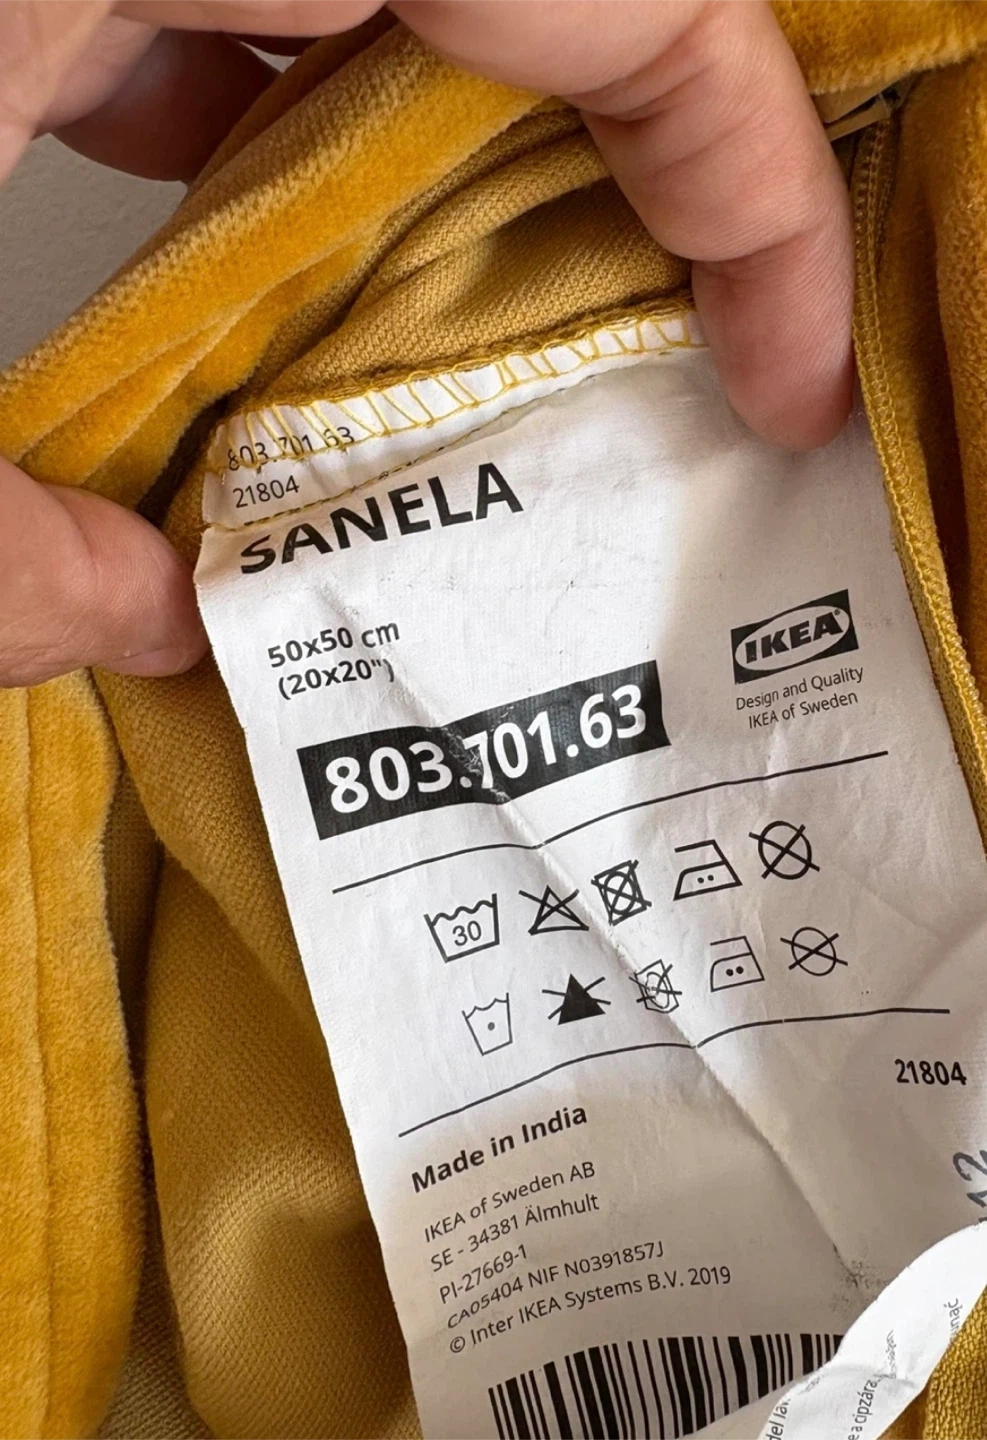 803.701.63
21804
SANELA
50x50 cm
(20x20")
IKEA
Design and Quality
IKEA of Sweden
803.701.63
30
21804
Made in India
IKEA of Sweden AB
SE - 34381 Älmhult
PI-27669-1
CA05404 NIF N0391857J
© Inter IKEA Systems B.V. 2019
12
e a cipzára